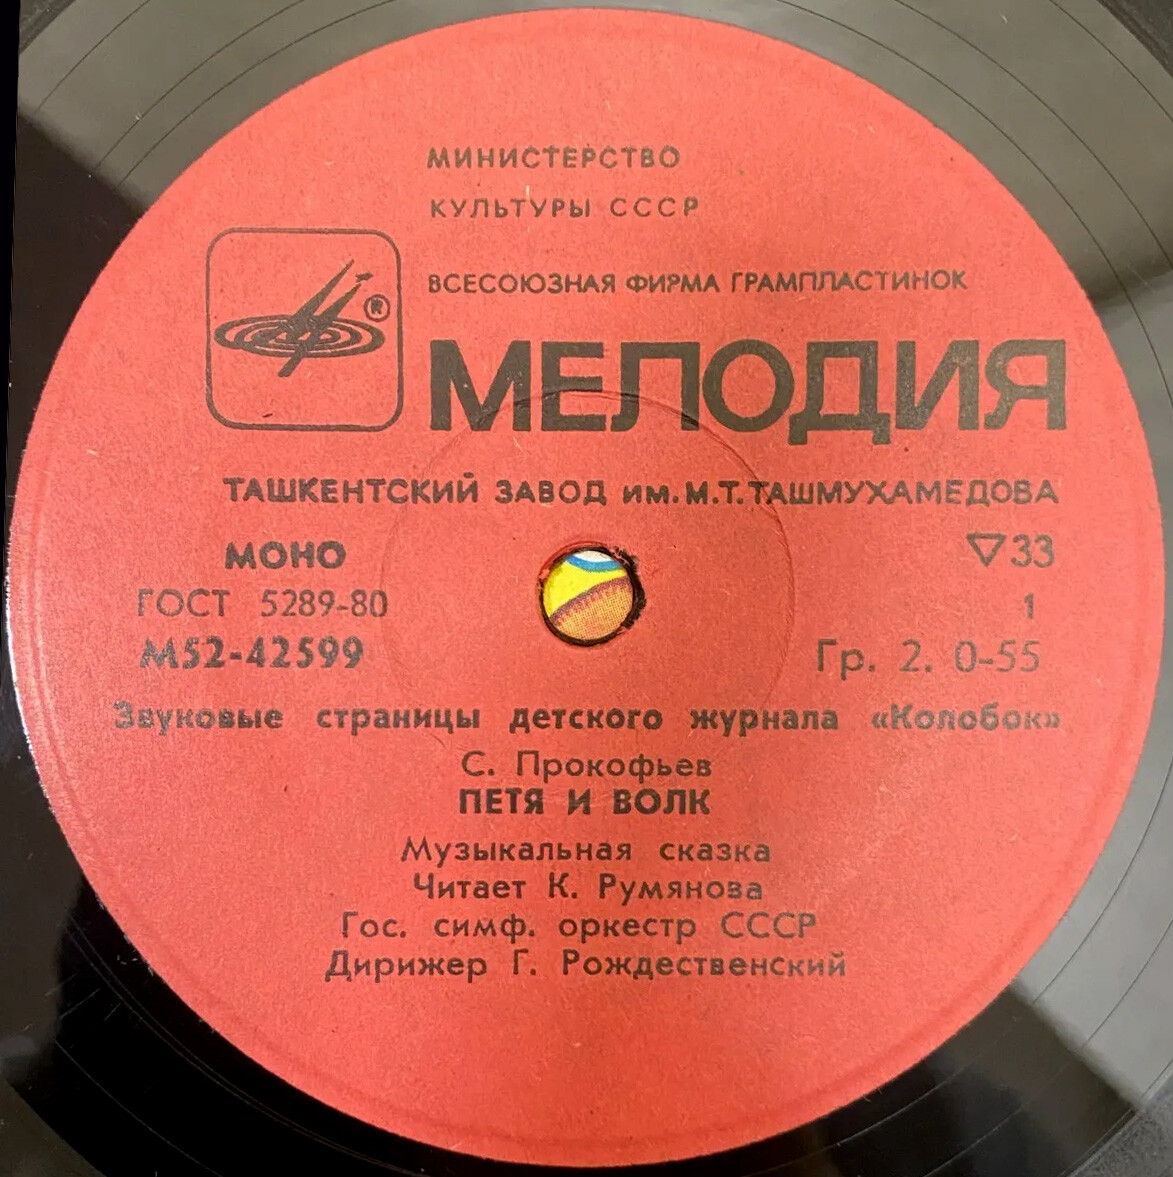 МИНИСТЕРСТВО
КУЛЬТУРЫ СССР
ВСЕСОЮЗНАЯ ФИРМА ГРАМПЛАСТИНОК
®
МЕЛОДИЯ
ТАШКЕНТСКИЙ ЗАВОД ИМ. М.Т.ТАШМУХАМЕДОВА
МОНО ▽33
ГОСТ 5289-80 1
М52-42599 Гр. 2. 0-55
Звуковые страницы детского журнала «Колобок»
С. Прокофьев
ПЕТЯ И ВОЛК
Музыкальная сказка
Читает К. Румянова
Гос. симф. оркестр СССР
Дирижер Г. Рождественский